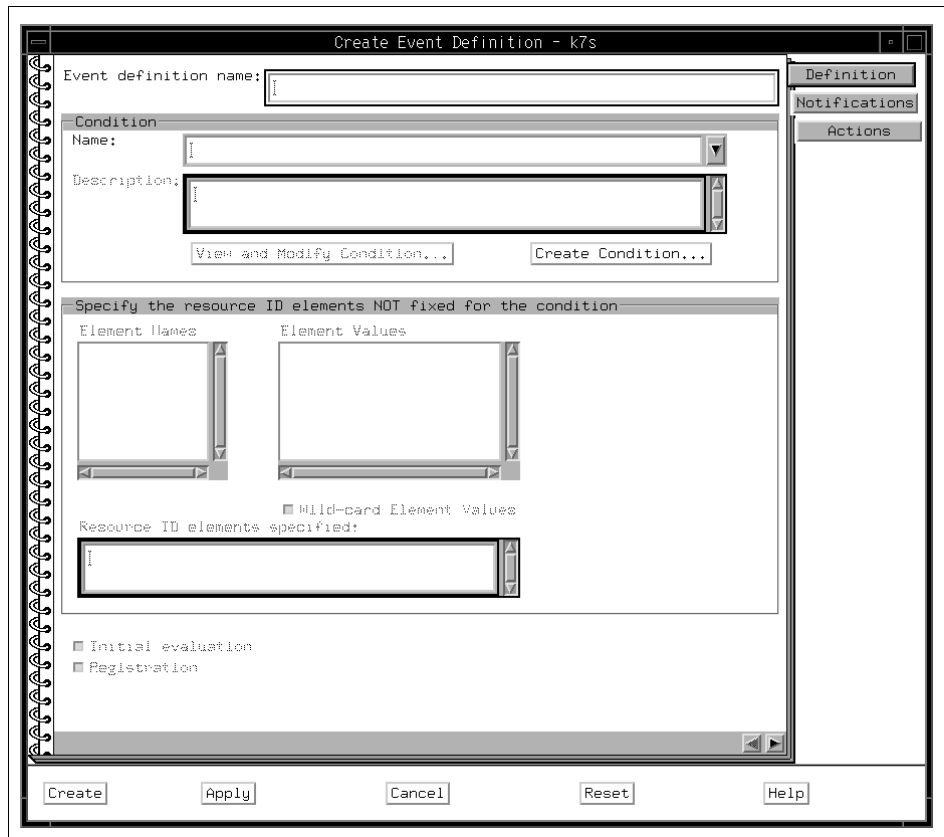 Create Event Definition - k7s
Event definition name:
Definition
Notifications
Actions
Condition
Name:
Description:
View and Modify Condition...
Create Condition...
Specify the resource ID elements NOT fixed for the condition
Element Names
Element Values
Wild-card Element Values
Resource ID elements specified:
Initial evaluation
Registration
Create
Apply
Cancel
Reset
Help